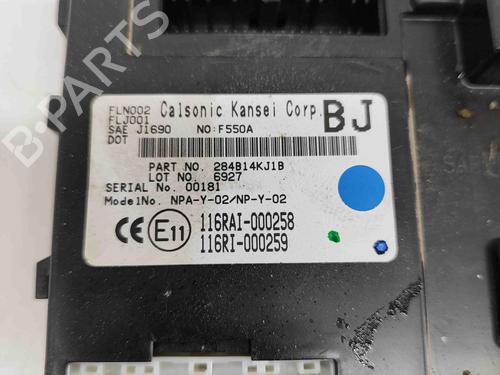 FLN002 Calsonic Kansei Corp. BJ
FLJ001
SAE J1690 NO:F550A
DOT
PART NO. 284B14KJ1B
LOT NO. 6927
SERIAL No. 00181
ModelNo. NPA-Y-02/NP-Y-02
CE E11 116RAI-000258
116RI-000259